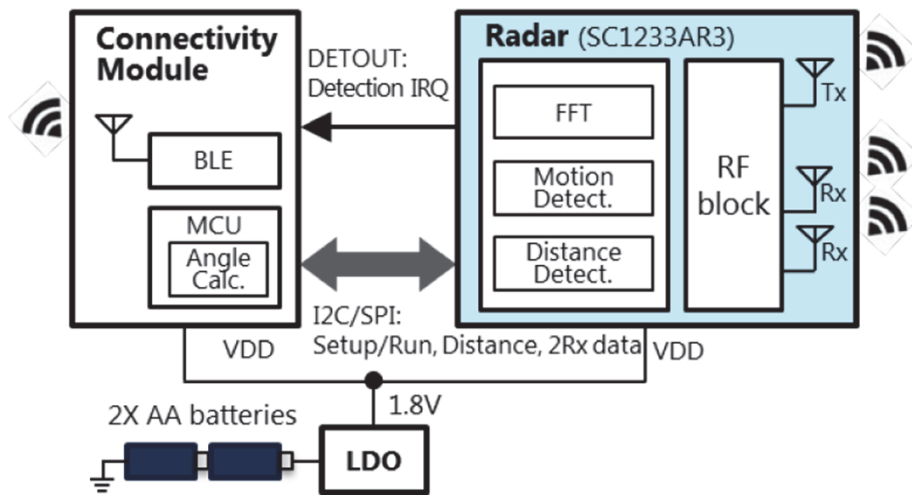 Connectivity
Module
BLE
MCU
Angle
Calc.
DETOUT:
Detection IRQ
I2C/SPI:
Setup/Run, Distance, 2Rx data
Radar (SC1233AR3)
FFT
Motion
Detect.
Distance
Detect.
RF
block
Tx
Rx
Rx
VDD
VDD
1.8V
2X AA batteries
LDO